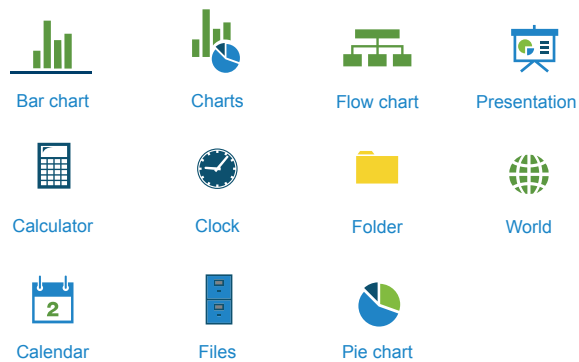 Bar chart
Charts
Flow chart
Presentation
Calculator
Clock
Folder
World
2
Calendar
Files
Pie chart